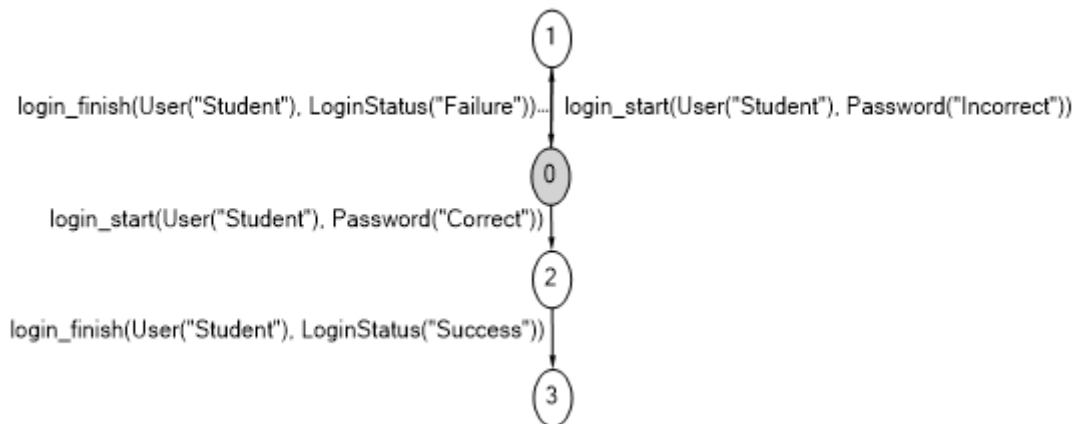 1
login_finish(User("Student"), LoginStatus("Failure"))... login_start(User("Student"), Password("Incorrect"))
0
login_start(User("Student"), Password("Correct"))
2
login_finish(User("Student"), LoginStatus("Success"))
3